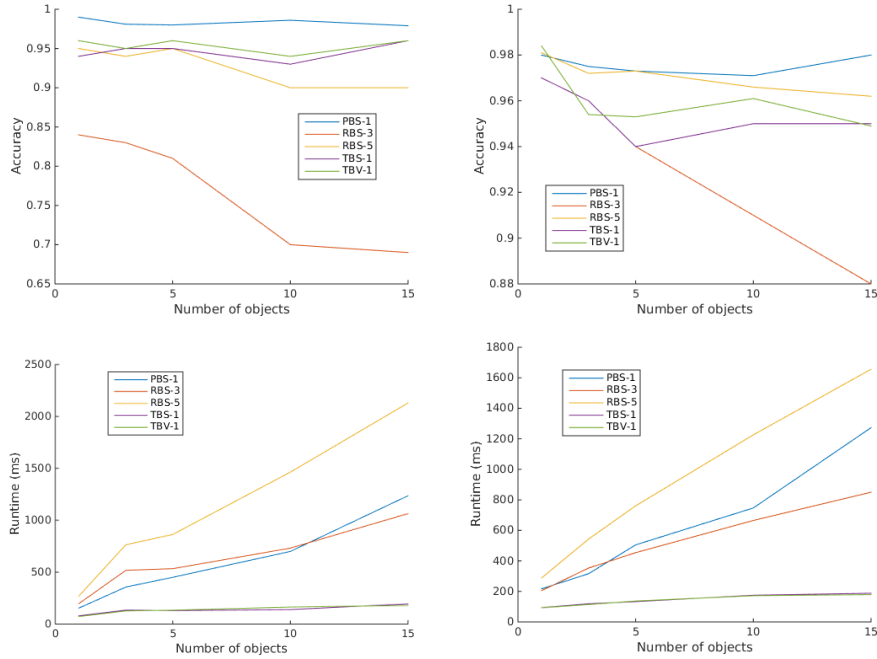 1
0.95
0.9
0.85
0.8
0.75
0.7
0.65
0 5 10 15
Accuracy
Number of objects
PBS-1
RBS-3
RBS-5
TBS-1
TBV-1
1
0.98
0.96
0.94
0.92
0.9
0.88
0 5 10 15
Accuracy
Number of objects
PBS-1
RBS-3
RBS-5
TBS-1
TBV-1
2500
2000
1500
1000
500
0
0 5 10 15
Runtime (ms)
Number of objects
PBS-1
RBS-3
RBS-5
TBS-1
TBV-1
1800
1600
1400
1200
1000
800
600
400
200
0
0 5 10 15
Runtime (ms)
Number of objects
PBS-1
RBS-3
RBS-5
TBS-1
TBV-1